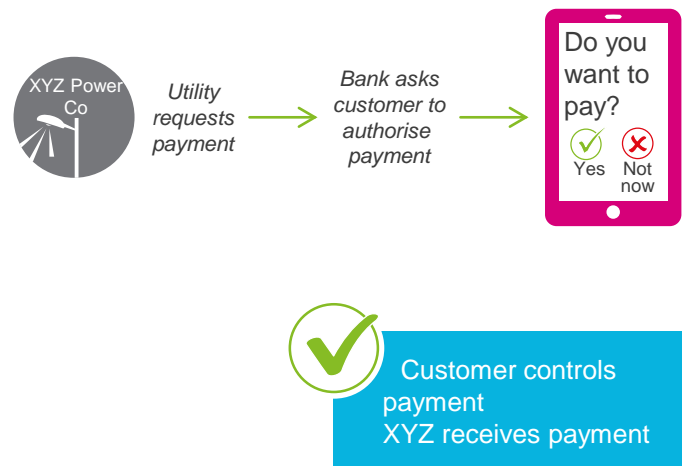 XYZ Power
Co
Utility
requests
payment
Bank asks
customer to
authorise
payment
Do you
want to
pay?
Yes
Not
now
Customer controls
payment
XYZ receives payment